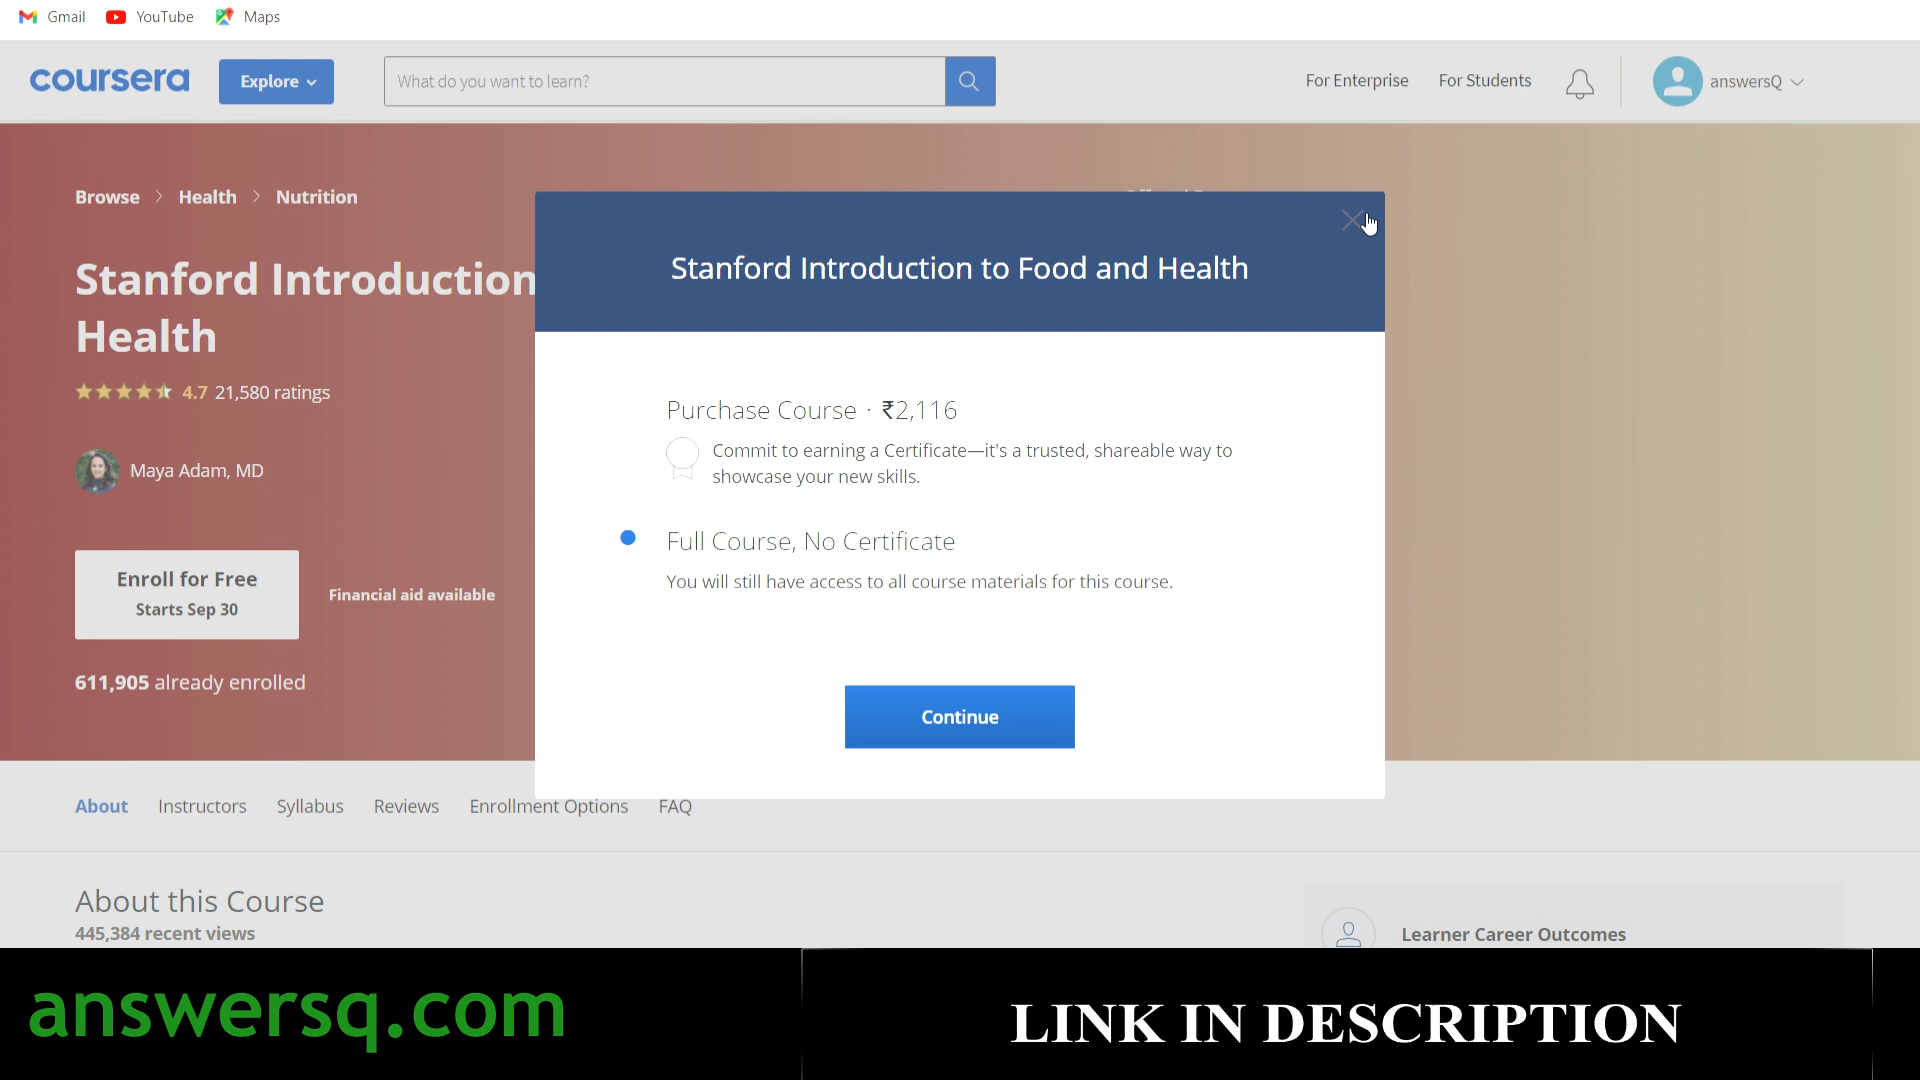 Gmail YouTube Maps
coursera Explore What do you want to learn? For Enterprise For Students answersQ
Browse Health Nutrition
Stanford Introduction
Health
4.7 21,580 ratings
Maya Adam, MD
Enroll for Free
Starts Sep 30
Financial aid available
611,905 already enrolled
Stanford Introduction to Food and Health
Purchase Course · ₹2,116
Commit to earning a Certificate—it's a trusted, shareable way to
showcase your new skills.
Full Course, No Certificate
You will still have access to all course materials for this course.
Continue
About Instructors Syllabus Reviews Enrollment Options FAQ
About this Course
445,384 recent views
Learner Career Outcomes
answersq.com
LINK IN DESCRIPTION